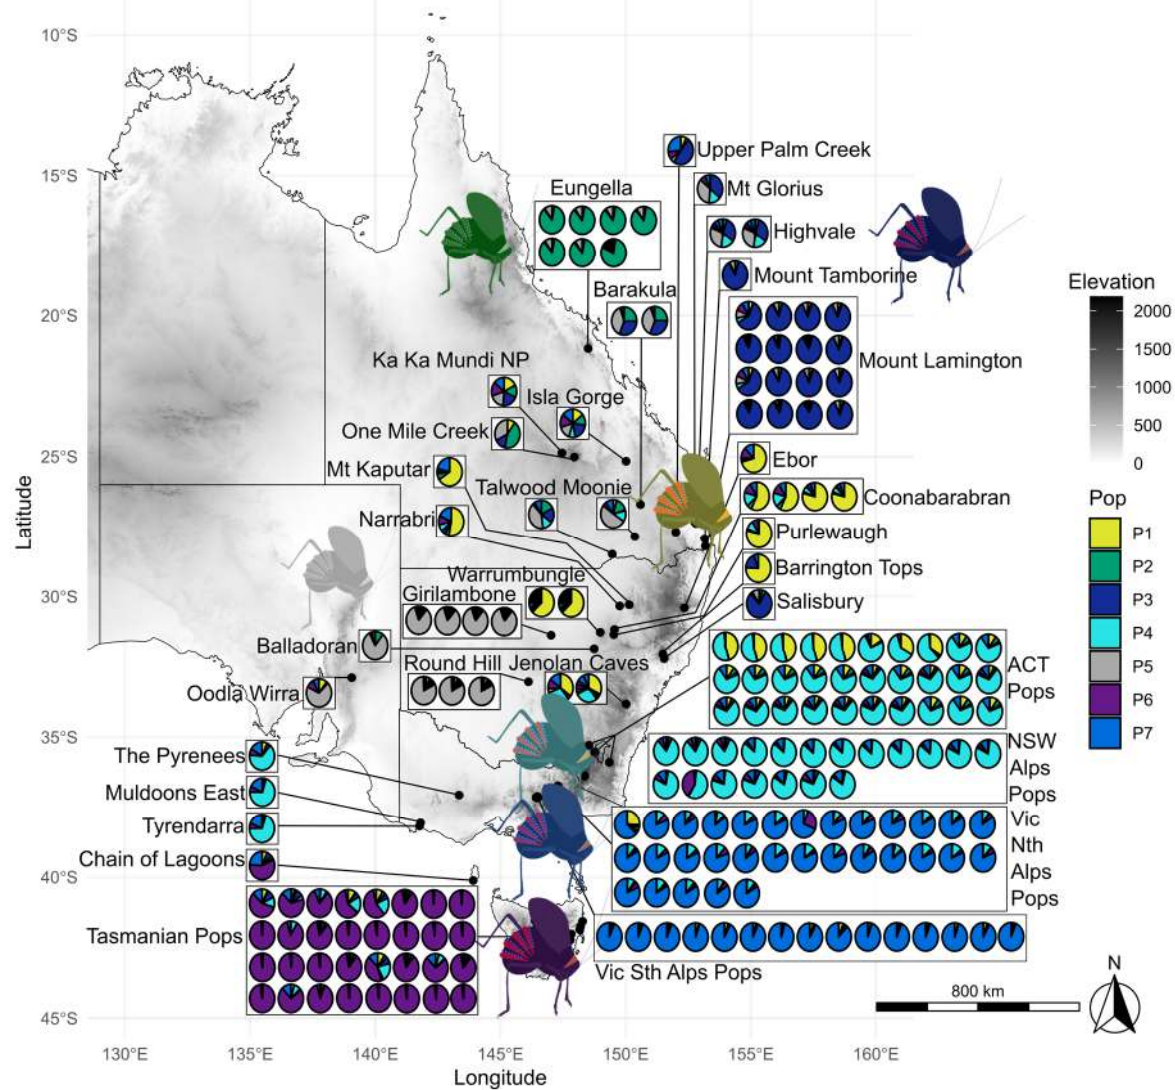 10°S
15°S
20°S
25°S
30°S
35°S
40°S
45°S
Latitude
130°E
135°E
140°E
145°E
150°E
155°E
160°E
Longitude
Upper Palm Creek
Mt Glorius
Highvale
Mount Tamborine
Mount Lamington
Eungella
Barakula
Ka Ka Mundi NP
Isla Gorge
One Mile Creek
Mt Kaputar
Talwood Moonie
Narrabri
Ebor
Coonabarabran
Purlewaugh
Barrington Tops
Salisbury
Warrumbungle
Girilambone
Balladoran
Round Hill Jenolan Caves
Oodla Wirra
The Pyrenees
Muldoons East
Tyrendarra
Chain of Lagoons
Tasmanian Pops
ACT
Pops
NSW
Alps
Pops
Vic
Nth
Alps
Pops
Vic Sth Alps Pops
Elevation
2000
1500
1000
500
0
Pop
P1
P2
P3
P4
P5
P6
P7
N
800 km